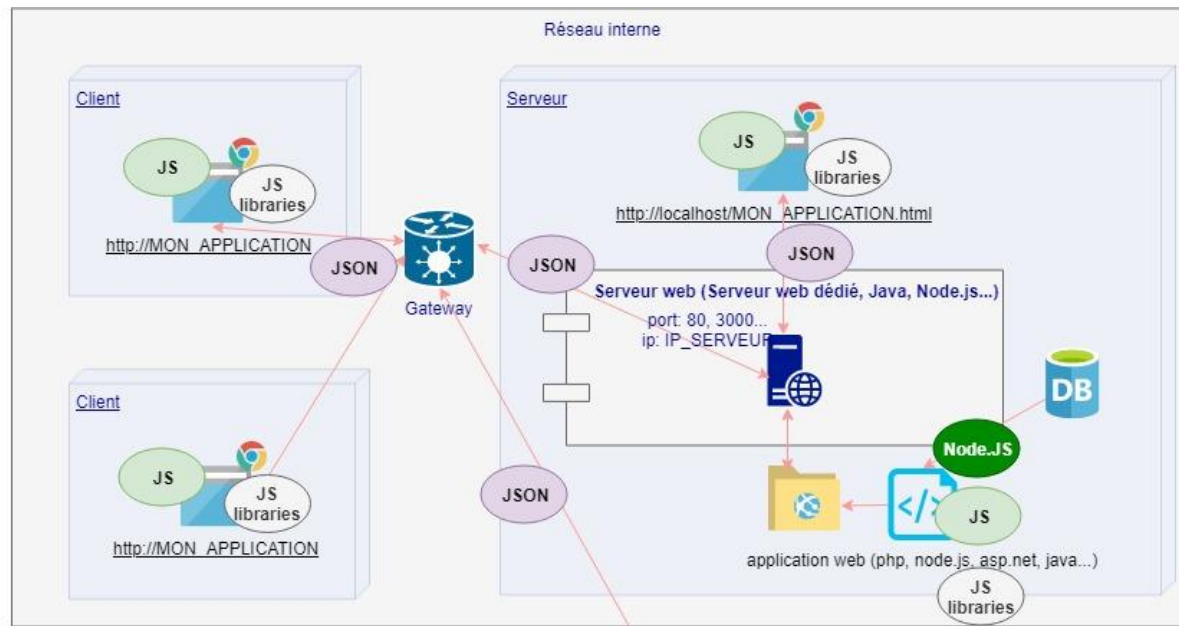 Réseau interne
Client
JS
JS
libraries
http://MON_APPLICATION
JSON
Gateway
Client
JS
JS
libraries
http://MON_APPLICATION
JSON
Serveur
JS
JS
libraries
http://localhost/MON_APPLICATION.html
JSON
JSON
Serveur web (Serveur web dédié, Java, Node.js...)
port: 80, 3000...
ip: IP_SERVEUR
DB
Node.JS
</>
JS
application web (php, node.js, asp.net, java...)
JS
libraries